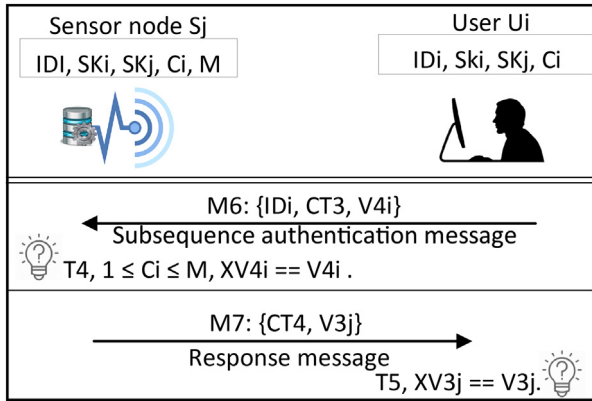 Sensor node Sj
IDI, SKi, SKj, Ci, M
User Ui
IDi, Ski, SKj, Ci
M6: {IDi, CT3, V4i}
Subsequence authentication message
T4, 1 ≤ Ci ≤ M, XV4i == V4i .
M7: {CT4, V3j}
Response message
T5, XV3j == V3j.